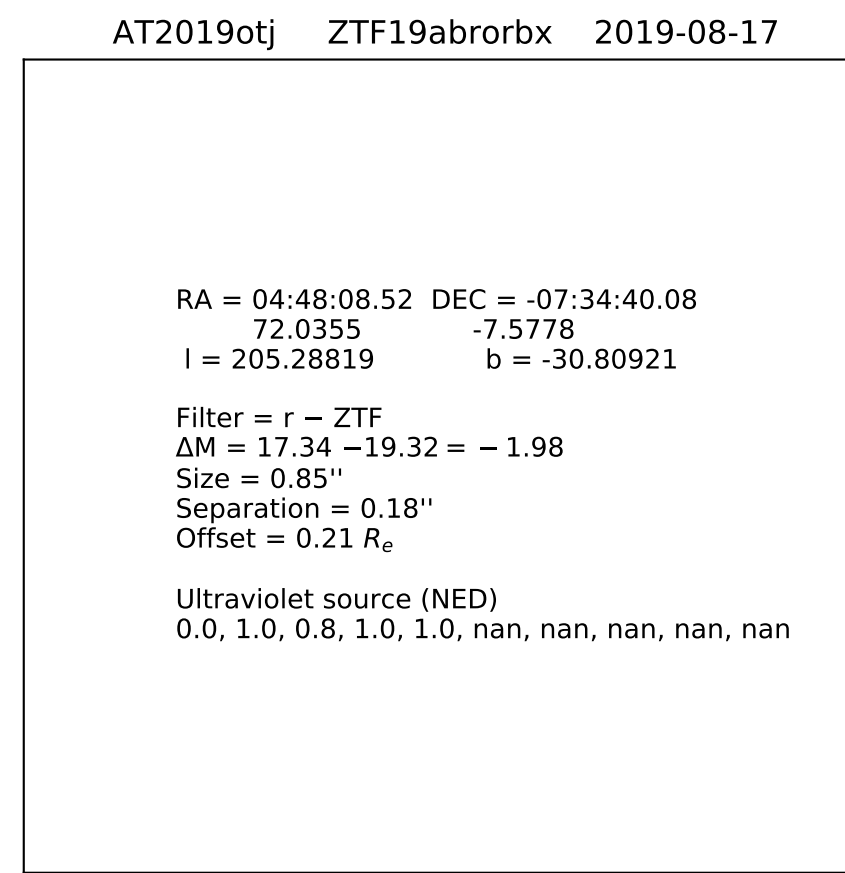 AT2019otj ZTF19abrorbx 2019-08-17
RA = 04:48:08.52 DEC = -07:34:40.08
72.0355 -7.5778
l = 205.28819 b = -30.80921
Filter = r − ZTF
ΔM = 17.34 −19.32 = − 1.98
Size = 0.85''
Separation = 0.18''
Offset = 0.21 Rₑ
Ultraviolet source (NED)
0.0, 1.0, 0.8, 1.0, 1.0, nan, nan, nan, nan, nan